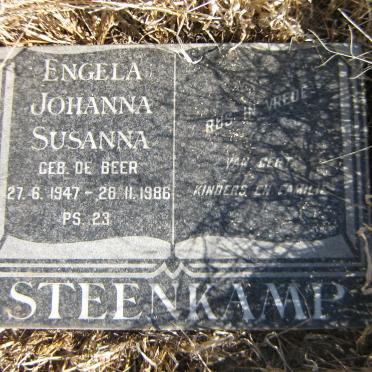 ENGELA
JOHANNA
SUSANNA
GEB. DE BEER
27. 6. 1947 - 28. 11. 1986
PS. 23
RUS IN VREDE
VAN GERT
KINDERS EN FAMILIE
STEENKAMP